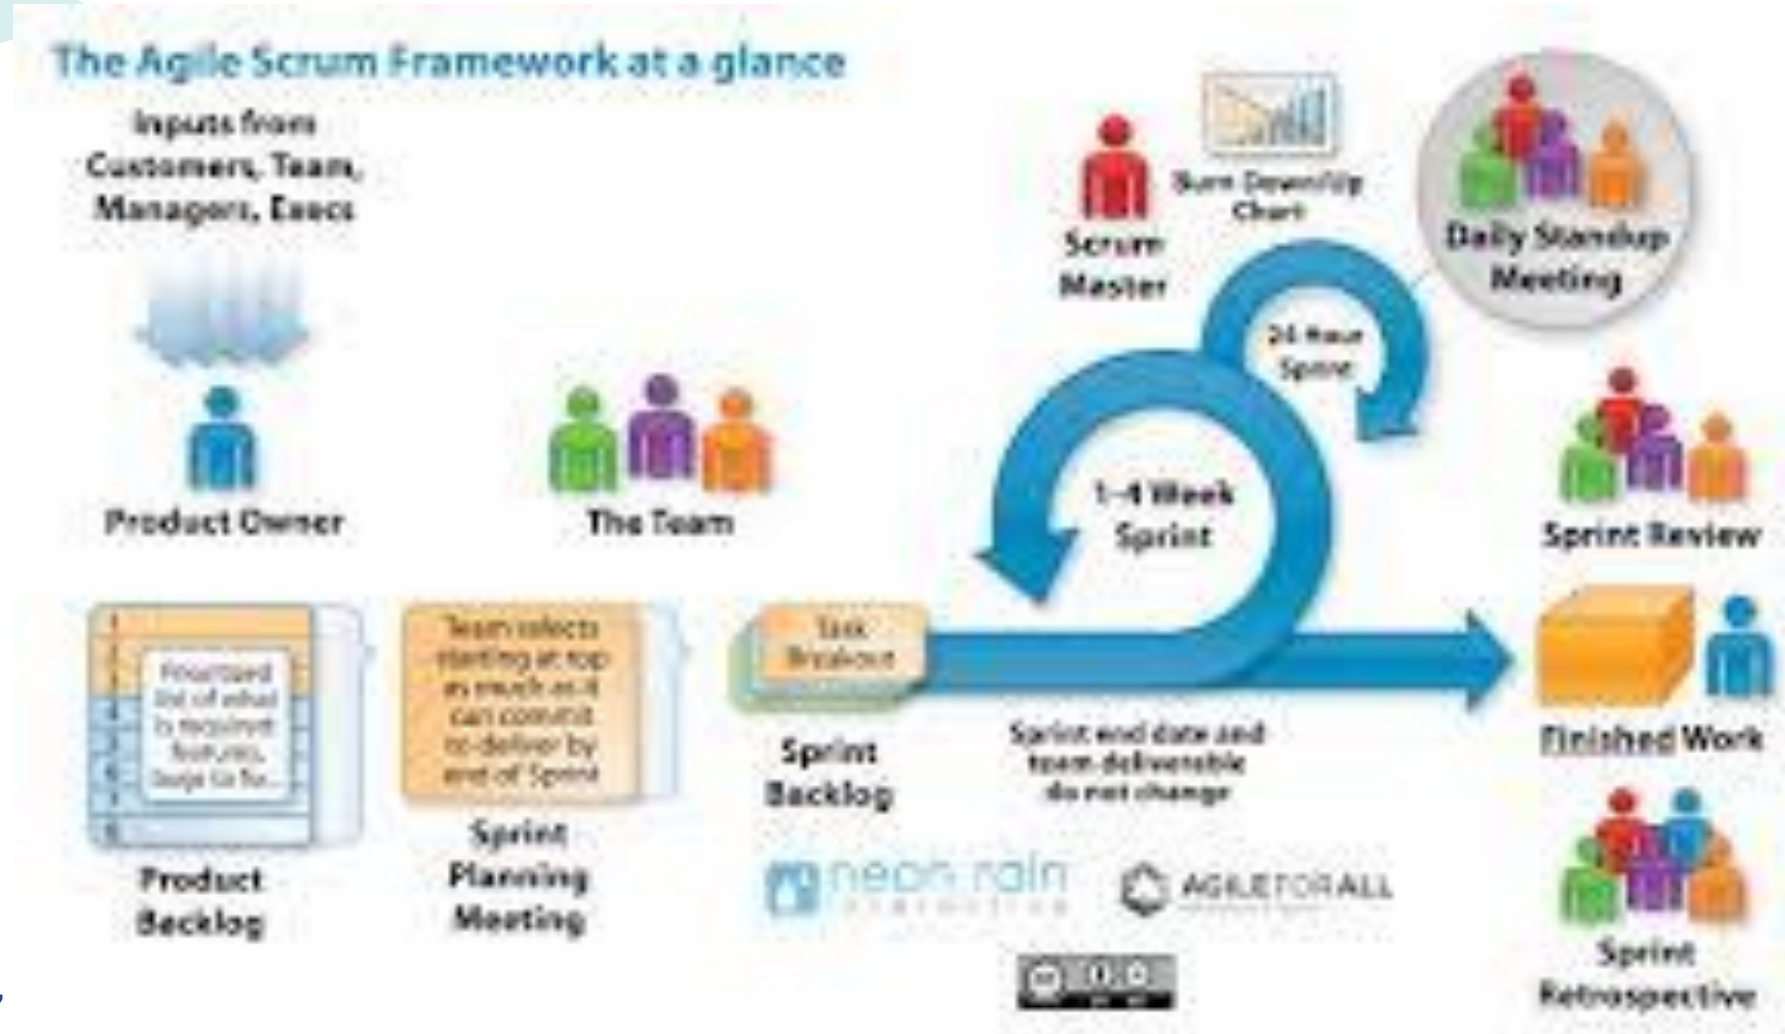 The Agile Scrum Framework at a glance
Inputs from
Customers, Team,
Managers, Execs
Product Owner
The Team
Scrum
Master
Burn Down/Up
Chart
Daily Standup
Meeting
24 Hour
Sprint
1-4 Week
Sprint
Sprint Review
Prioritized
list of what
is required:
features,
bugs to fix...
Product
Backlog
Team selects
starting at top
as much as it
can commit
to deliver by
end of Sprint
Sprint
Planning
Meeting
Task
Breakout
Sprint
Backlog
Sprint end date and
team deliverable
do not change
Finished Work
Sprint
Retrospective
neon rain
interactive
AGILE FOR ALL